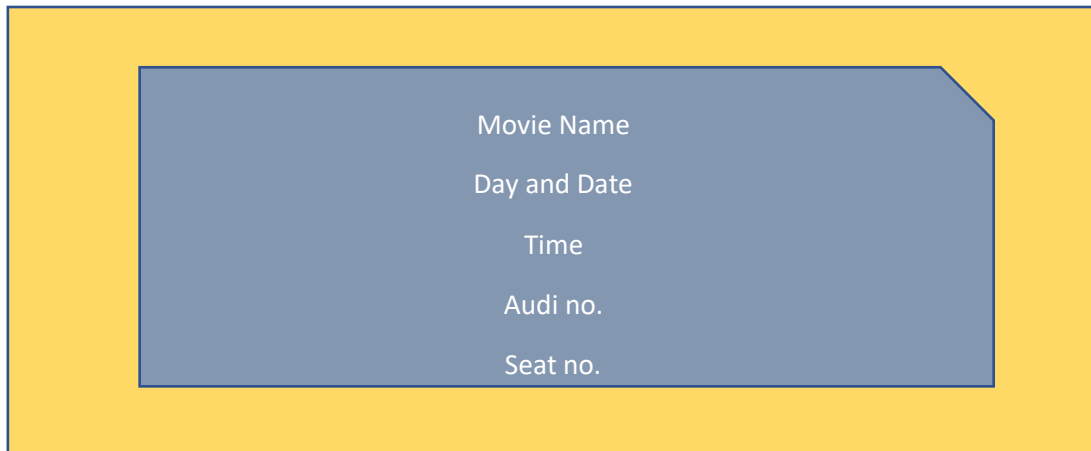 Movie Name
Day and Date
Time
Audi no.
Seat no.